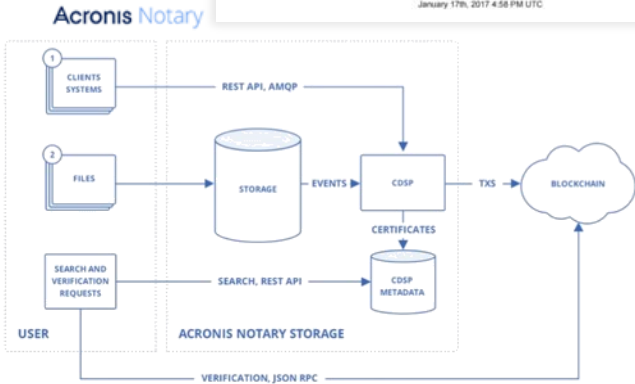 Acronis Notary
January 17th, 2017 4:58 PM UTC
1
CLIENTS
SYSTEMS
REST API, AMQP
2
FILES
STORAGE
EVENTS
CDSP
TXS
BLOCKCHAIN
CERTIFICATES
SEARCH AND
VERIFICATION
REQUESTS
SEARCH, REST API
CDSP
METADATA
USER
ACRONIS NOTARY STORAGE
VERIFICATION, JSON RPC